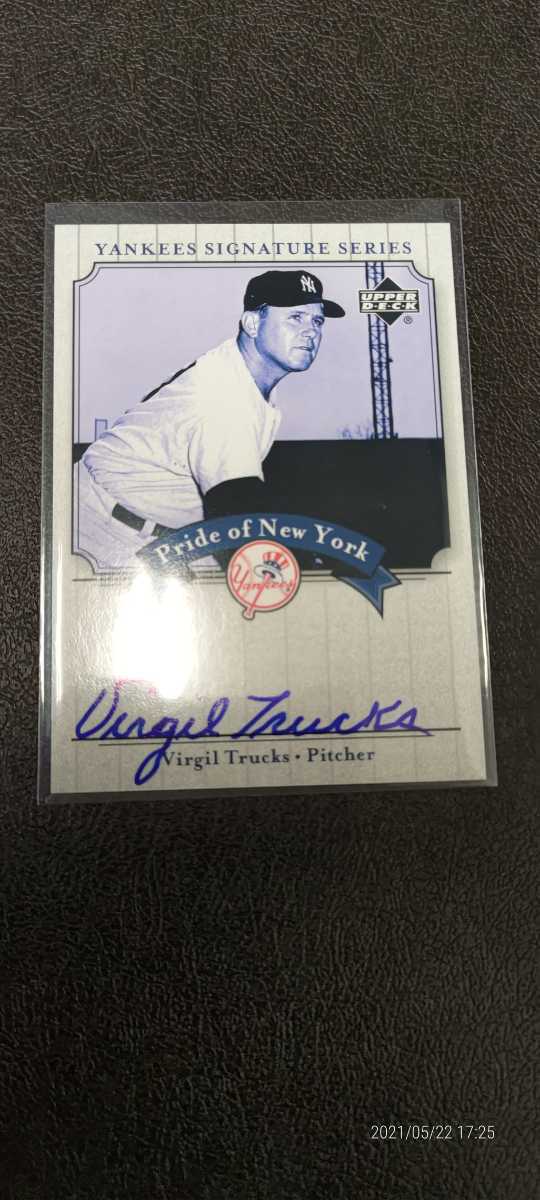 YANKEES SIGNATURE SERIES
NY
UPPER
D·E·C·K
®
Pride of New York
Yankees
Virgil Trucks
Virgil Trucks • Pitcher
2021/05/22 17:25